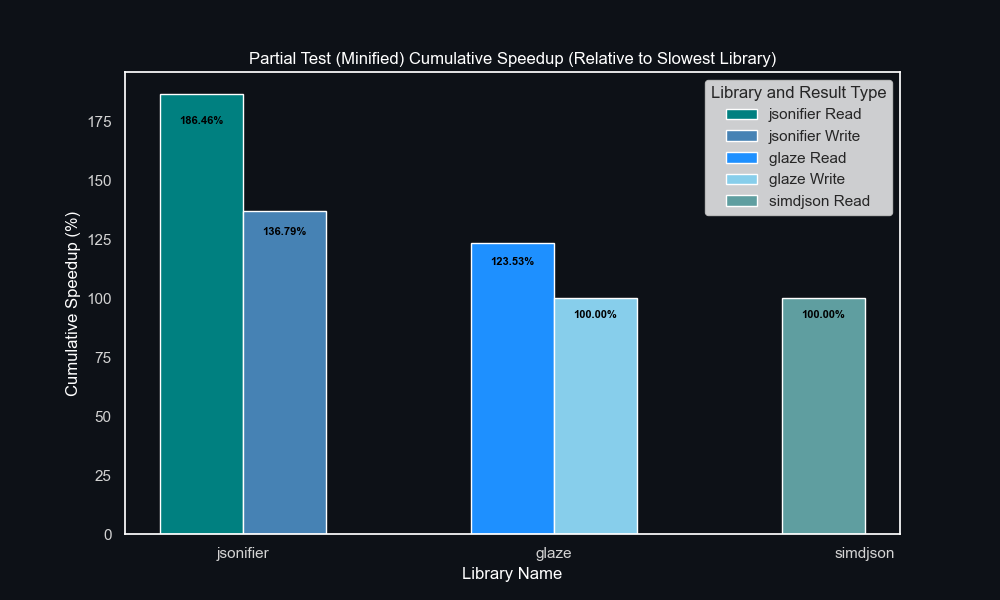 Partial Test (Minified) Cumulative Speedup (Relative to Slowest Library)
Library and Result Type
jsonifier Read
jsonifier Write
glaze Read
glaze Write
simdjson Read
Cumulative Speedup (%)
175
150
125
100
75
50
25
0
186.46%
136.79%
123.53%
100.00%
100.00%
jsonifier
glaze
simdjson
Library Name